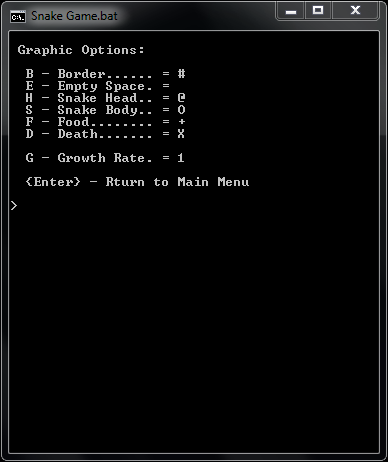 Snake Game.bat
Graphic Options:
B - Border...... = #
E - Empty Space. =
H - Snake Head.. = @
S - Snake Body.. = O
F - Food........ = +
D - Death....... = X
G - Growth Rate. = 1
{Enter} - Rturn to Main Menu
>